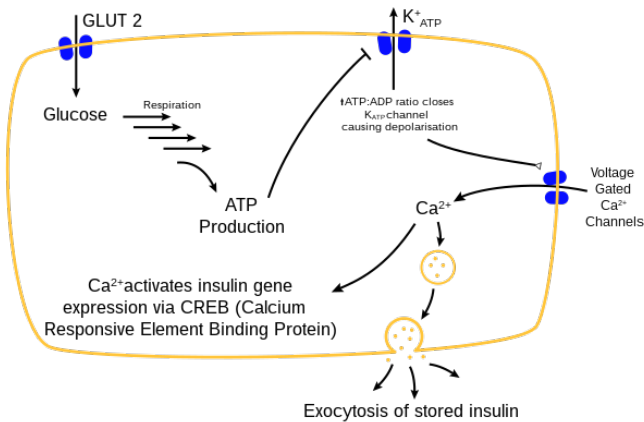 GLUT 2
K⁺ATP
Glucose
Respiration
⬆ATP:ADP ratio closes
KATP channel
causing depolarisation
ATP
Production
Voltage
Gated
Ca²⁺
Channels
Ca²⁺
Ca²⁺activates insulin gene
expression via CREB (Calcium
Responsive Element Binding Protein)
Exocytosis of stored insulin